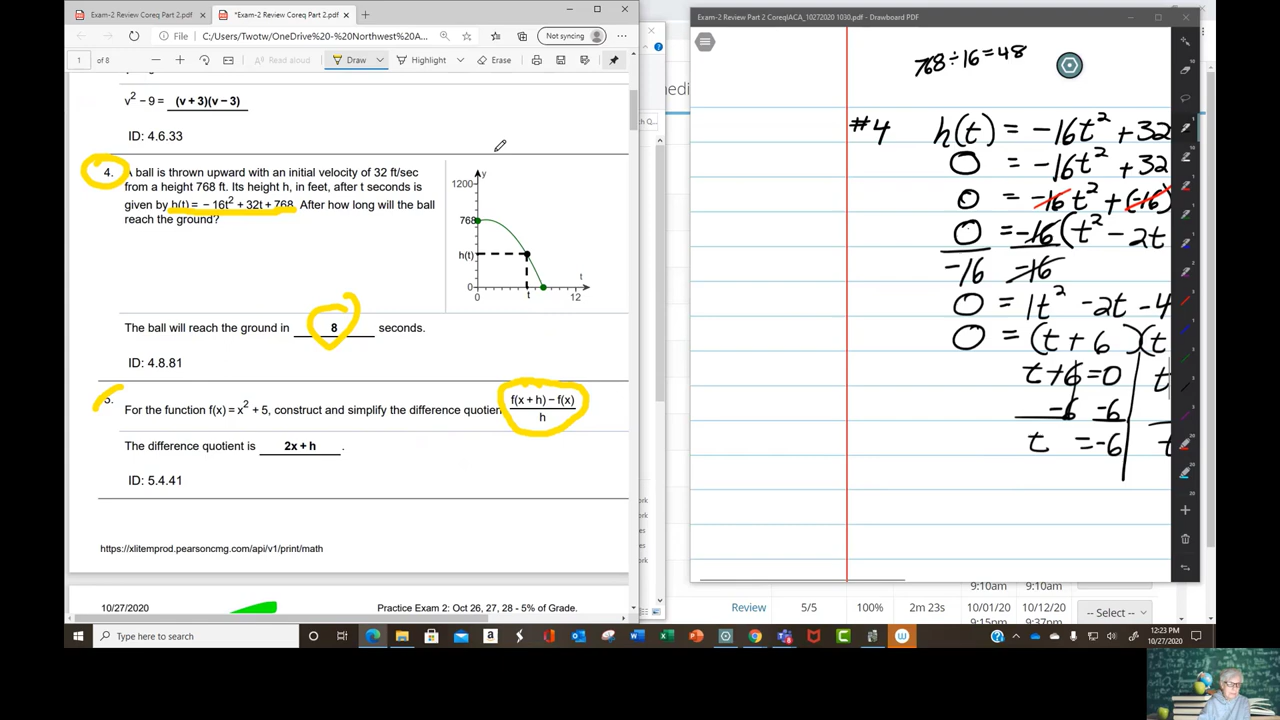 Exam-2 Review Coreq Part 2.pdf
*Exam-2 Review Coreq Part 2.pdf
File
C:/Users/Twotw/OneDrive%20-%20Northwest%20A...
Not syncing
1 of 8
Read aloud
Draw
Highlight
Erase
v² − 9 = (v + 3)(v − 3)
ID: 4.6.33
4. A ball is thrown upward with an initial velocity of 32 ft/sec
from a height 768 ft. Its height h, in feet, after t seconds is
given by h(t) = − 16t² + 32t + 768. After how long will the ball
reach the ground?
y
1200
768
h(t)
0
0
t
12
t
The ball will reach the ground in 8 seconds.
ID: 4.8.81
5. For the function f(x) = x² + 5, construct and simplify the difference quotien
f(x + h) − f(x)
h
The difference quotient is 2x + h .
ID: 5.4.41
https://xlitemprod.pearsoncmg.com/api/v1/print/math
10/27/2020
Practice Exam 2: Oct 26, 27, 28 - 5% of Grade.
Exam-2 Review Part 2 CoreqIACA_10272020 1030.pdf - Drawboard PDF
768 ÷ 16 = 48
#4 h(t) = −16t² + 32
0 = −16t² + 32
0 = −16t² + (−16)
0 = −16(t² − 2t
−16 −16
0 = 1t² − 2t − 4
0 = (t + 6 )(t
t + 6 = 0 t
−6 −6
t = −6 t
medi
9:10am 9:10am
Review 5/5 100% 2m 23s 10/01/20 10/12/20 -- Select --
9:15pm 9:37pm
Type here to search
12:23 PM
10/27/2020